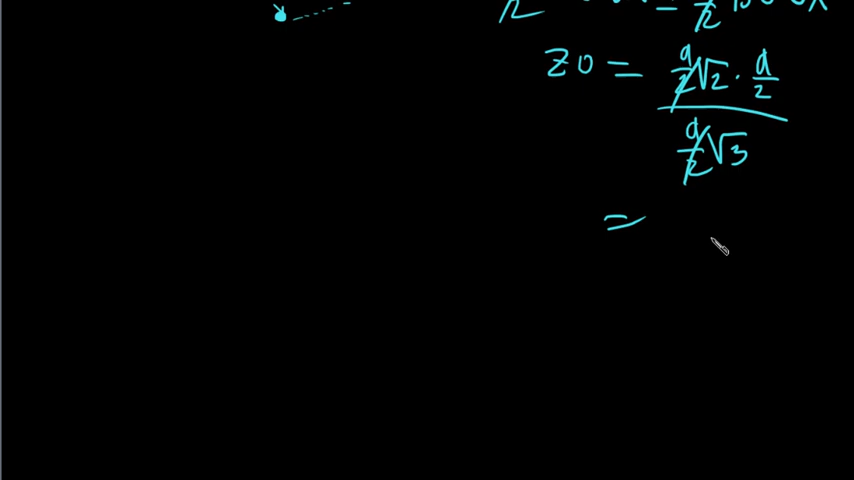 ZO = a/2 √2 · a/2
a/2 √3
=